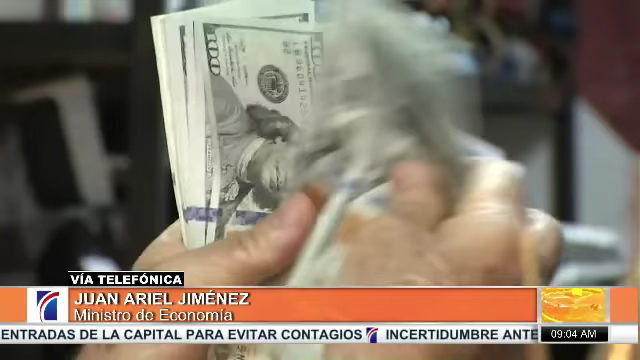 100
VÍA TELEFÓNICA
JUAN ARIEL JIMÉNEZ
Ministro de Economía
ENTRADAS DE LA CAPITAL PARA EVITAR CONTAGIOS INCERTIDUMBRE ANTE
09:04 AM